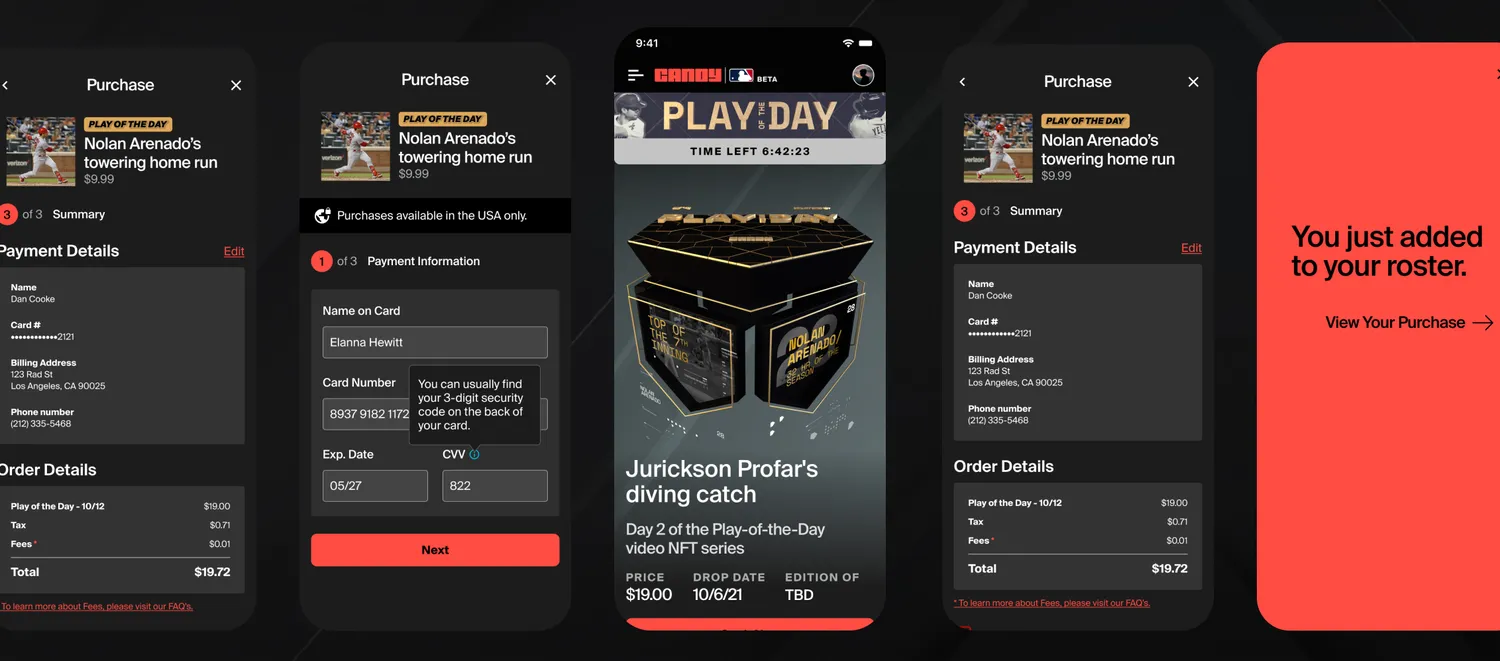 Purchase
PLAY OF THE DAY
Nolan Arenado’s
towering home run
$9.99
verizon
3 of 3 Summary
Payment Details Edit
Name
Dan Cooke
Card #
••••••••••••2121
Billing Address
123 Rad St
Los Angeles, CA 90025
Phone number
(212) 335-5468
Order Details
Play of the Day - 10/12 $19.00
Tax $0.71
Fees * $0.01
Total $19.72
To learn more about Fees, please visit our FAQ's.
Purchase
PLAY OF THE DAY
Nolan Arenado’s
towering home run
$9.99
verizon
Purchases available in the USA only.
1 of 3 Payment Information
Name on Card
Elanna Hewitt
Card Number
8937 9182 1172
You can usually find
your 3-digit security
code on the back of
your card.
Exp. Date CVV
05/27 822
Next
9:41
CANDY BETA
PLAY OF THE DAY
TIME LEFT 6:42:23
PLAY DAY
TOP OF
THE 7TH
INNING
28
NOLAN
ARENADO/
HR OF THE
SEASON
NOLAN
ARENADO
28
Jurickson Profar's
diving catch
Day 2 of the Play-of-the-Day
video NFT series
PRICE DROP DATE EDITION OF
$19.00 10/6/21 TBD
Purchase
PLAY OF THE DAY
Nolan Arenado’s
towering home run
$9.99
verizon
3 of 3 Summary
Payment Details Edit
Name
Dan Cooke
Card #
••••••••••••2121
Billing Address
123 Rad St
Los Angeles, CA 90025
Phone number
(212) 335-5468
Order Details
Play of the Day - 10/12 $19.00
Tax $0.71
Fees * $0.01
Total $19.72
* To learn more about Fees, please visit our FAQ's.
You just added
to your roster.
View Your Purchase